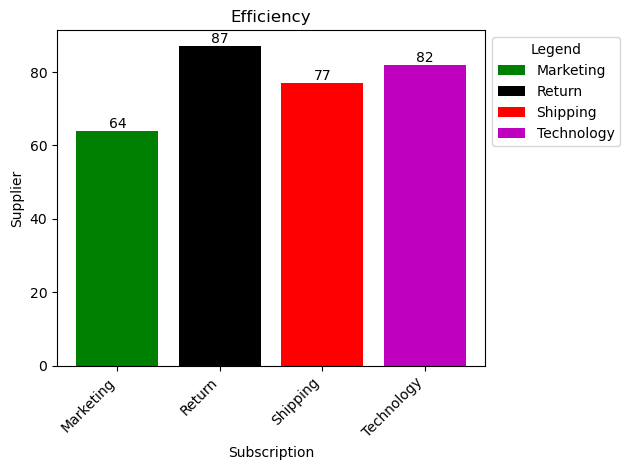 Efficiency
87
82
77
64
80
60
40
20
0
Supplier
Marketing
Return
Shipping
Technology
Subscription
Legend
Marketing
Return
Shipping
Technology